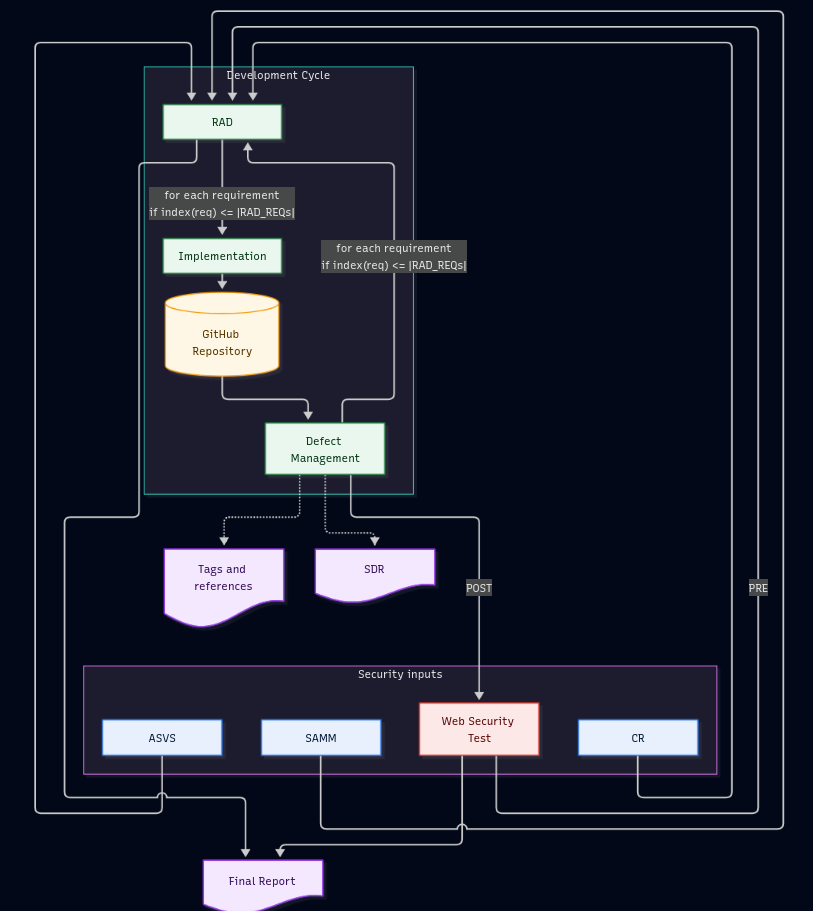 Development Cycle
RAD
for each requirement
if index(req) <= |RAD_REQs|
Implementation
for each requirement
if index(req) <= |RAD_REQs|
GitHub
Repository
Defect
Management
Tags and
references
SDR
POST
PRE
Security inputs
ASVS
SAMM
Web Security
Test
CR
Final Report